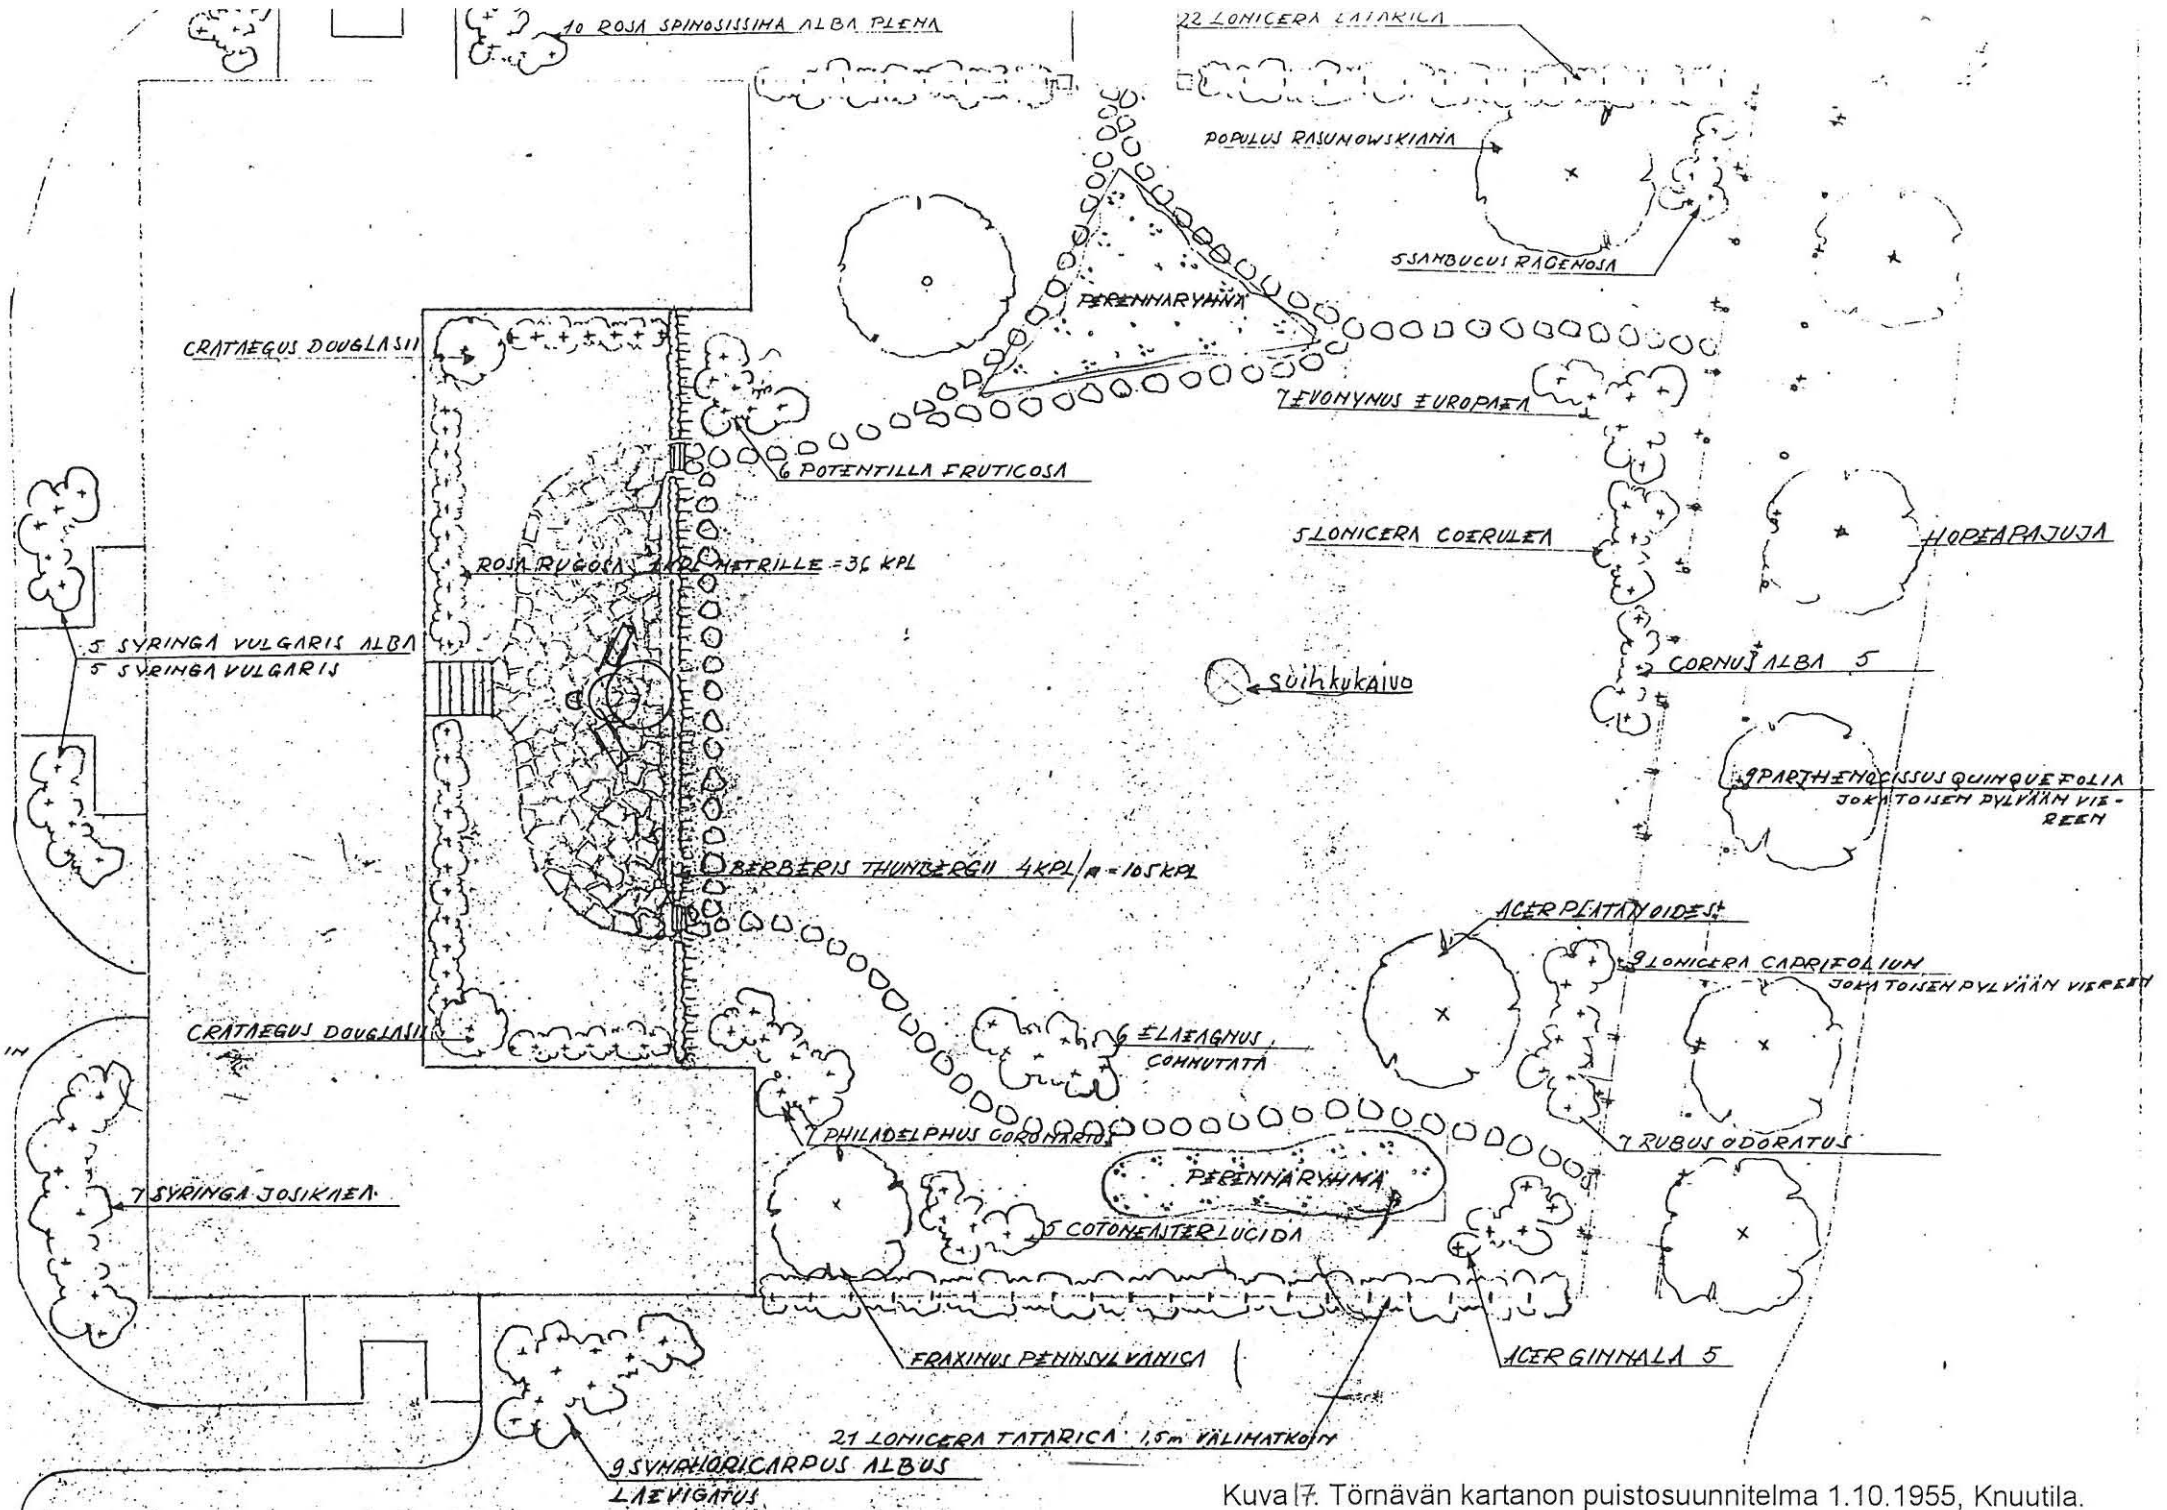 10 ROSA SPINOSISSIMA ALBA PLENA
22 LONICERA TATARICA
POPULUS RASUMOWSKIANA
5 SAMBUCUS RACEMOSA
PERENNARYHMÄ
CRATAEGUS DOUGLASII
7 EVONYNUS EUROPAEA
6 POTENTILLA FRUTICOSA
5 LONICERA COERULEA
HOPEAPAJUJA
ROSA RUGOSA METRILLE = 36 KPL
5 SYRINGA VULGARIS ALBA
5 SYRINGA VULGARIS
CORNUS ALBA 5
SUIHKUKAIVO
9 PARTHENOCISSUS QUINQUEFOLIA
JOKA TOISEN PYLVÄÄN VIE-
REEN
BERBERIS THUNBERGII 4 KPL/m = 105 KPL
ACER PLATANOIDES
9 LONICERA CAPRIFOLIUM
JOKA TOISEN PYLVÄÄN VIEREEN
CRATAEGUS DOUGLASII
6 ELAEAGNUS
COMMUTATA
7 PHILADELPHUS CORONARIUS
7 RUBUS ODORATUS
7 SYRINGA JOSIKAEA
PERENNARYHMÄ
5 COTONEASTER LUCIDA
FRAXINUS PENNSYLVANICA
ACER GINNALA 5
21 LONICERA TATARICA 1,5m VÄLIMATKOIN
9 SYMPHORICARPUS ALBUS
LAEVIGATUS
Kuva 17. Törnävän kartanon puistosuunnitelma 1.10.1955, Knuutila.